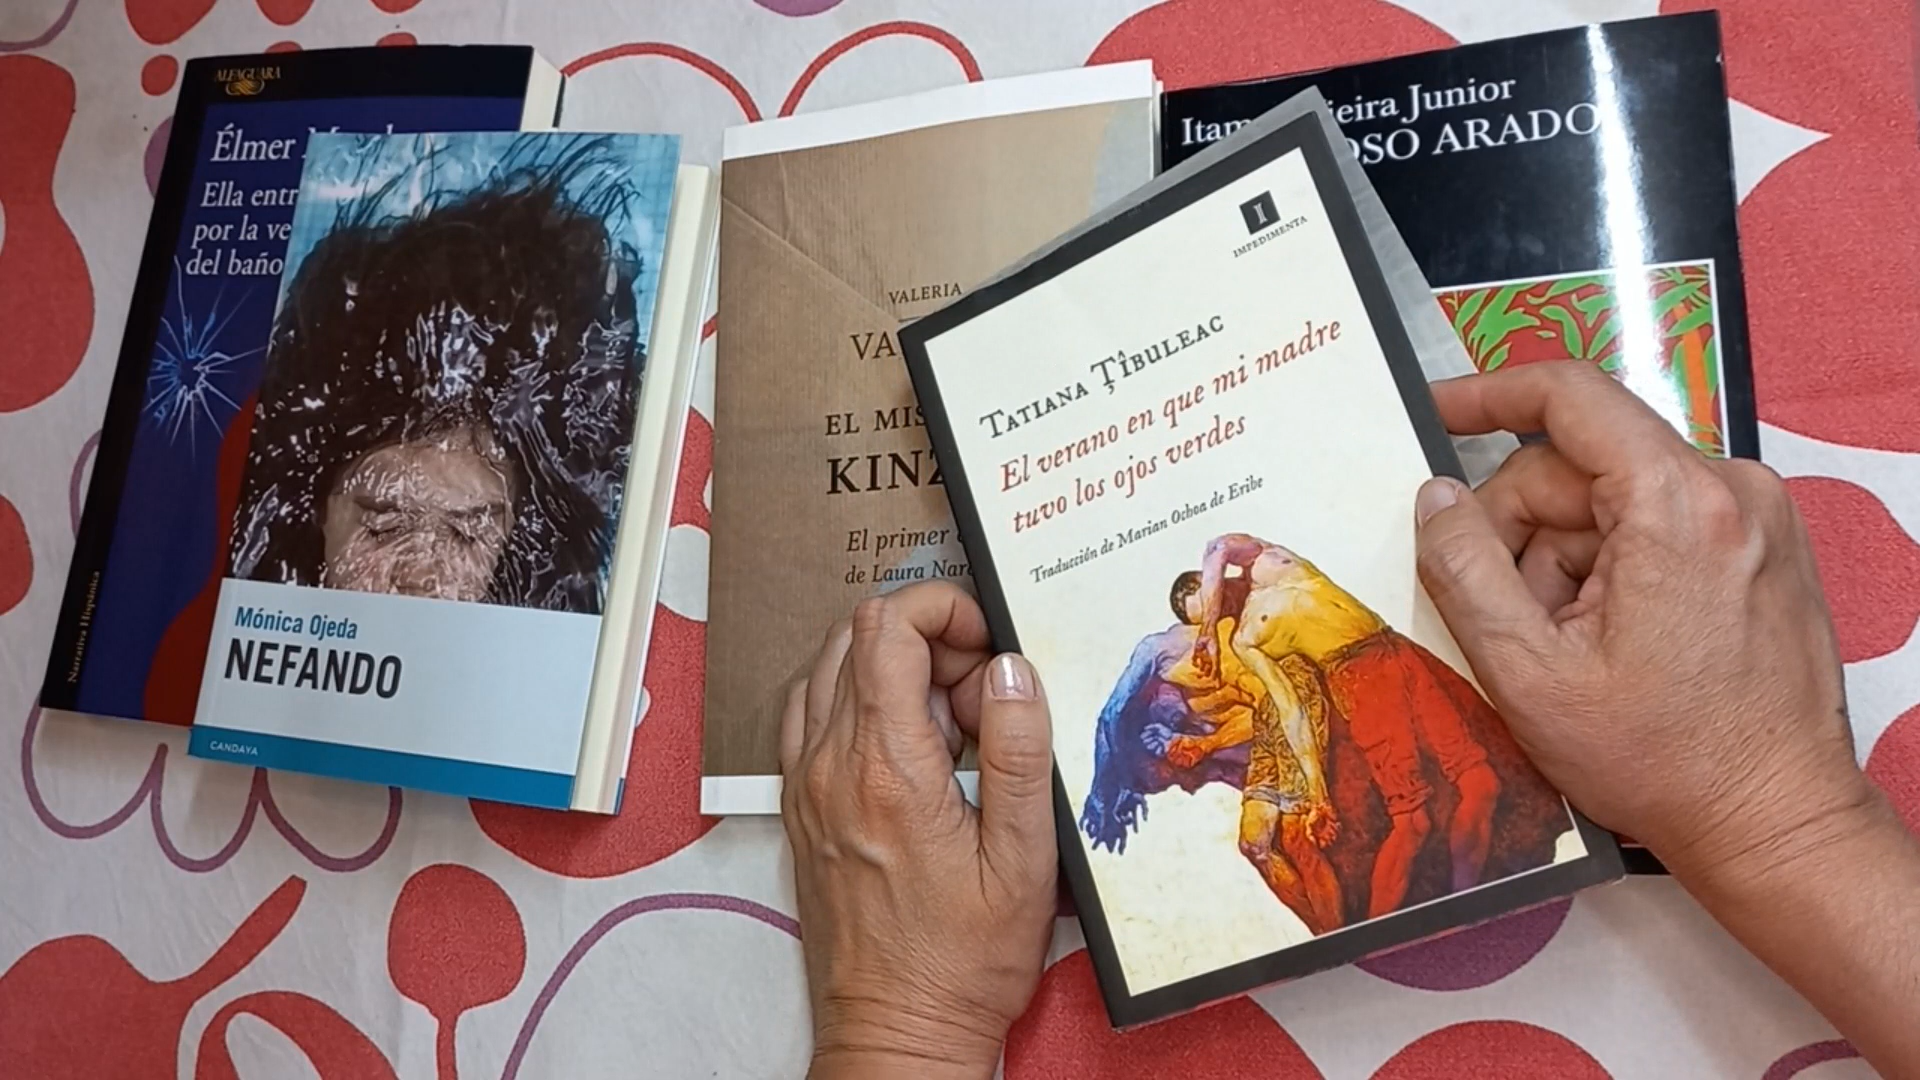 ALFAGUARA
Élmer
Ella entr
por la ve
del baño
Narrativa Hispánica
Mónica Ojeda
NEFANDO
CANDAYA
VALERIA
VA
EL MIS
KINZ
El primer
de Laura Nar
Itam ieira Junior
OSO ARADO
IMPEDIMENTA
TATIANA ȚÎBULEAC
El verano en que mi madre
tuvo los ojos verdes
Traducción de Marian Ochoa de Eribe